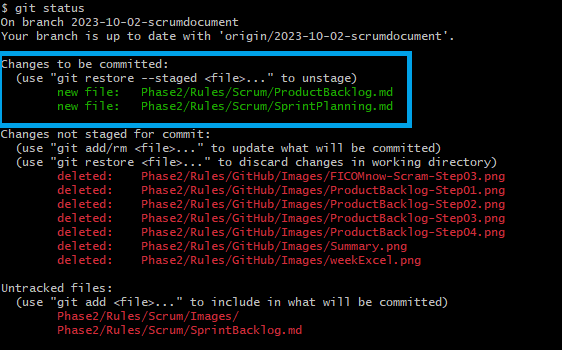 $ git status
On branch 2023-10-02-scrumdocument
Your branch is up to date with 'origin/2023-10-02-scrumdocument'.
Changes to be committed:
(use "git restore --staged <file>..." to unstage)
new file: Phase2/Rules/Scrum/ProductBacklog.md
new file: Phase2/Rules/Scrum/SprintPlanning.md
Changes not staged for commit:
(use "git add/rm <file>..." to update what will be committed)
(use "git restore <file>..." to discard changes in working directory)
deleted: Phase2/Rules/GitHub/Images/FICOMnow-Scram-Step03.png
deleted: Phase2/Rules/GitHub/Images/ProductBacklog-Step01.png
deleted: Phase2/Rules/GitHub/Images/ProductBacklog-Step02.png
deleted: Phase2/Rules/GitHub/Images/ProductBacklog-Step03.png
deleted: Phase2/Rules/GitHub/Images/ProductBacklog-Step04.png
deleted: Phase2/Rules/GitHub/Images/Summary.png
deleted: Phase2/Rules/GitHub/Images/weekExcel.png
Untracked files:
(use "git add <file>..." to include in what will be committed)
Phase2/Rules/Scrum/Images/
Phase2/Rules/Scrum/SprintBacklog.md